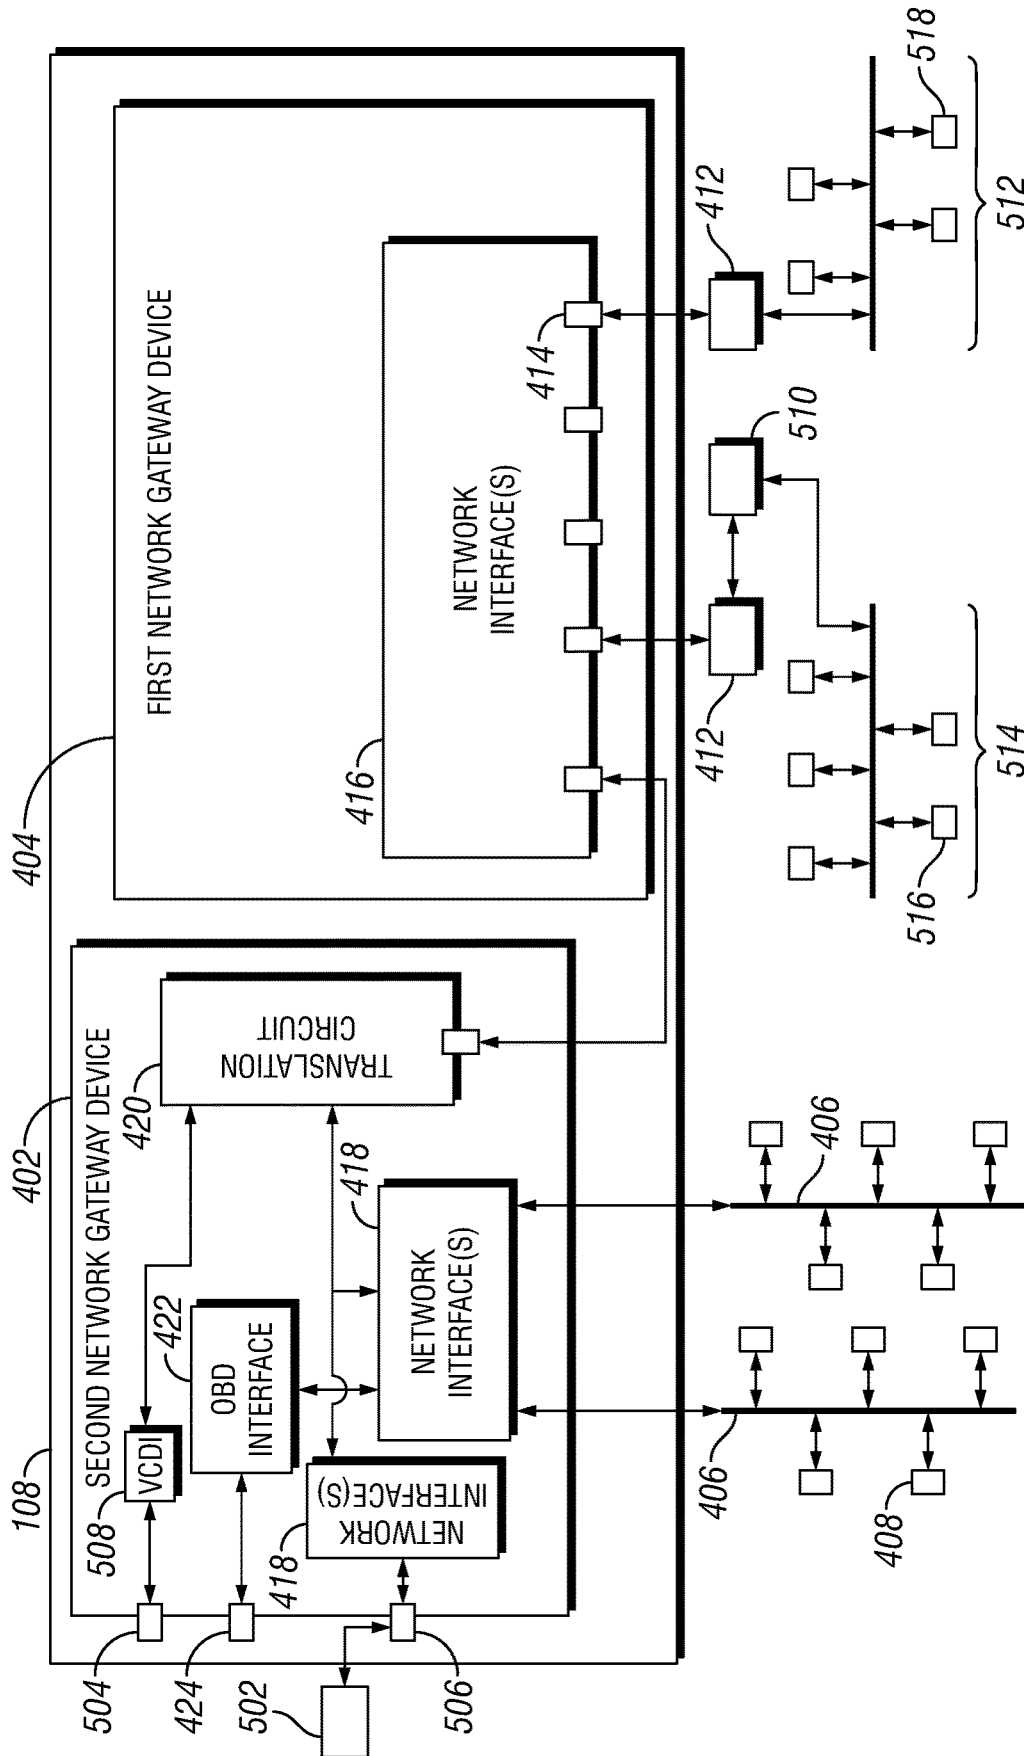 108
402
404
SECOND NETWORK GATEWAY DEVICE
FIRST NETWORK GATEWAY DEVICE
508
VCDI
422
OBD
INTERFACE
420
TRANSLATION
CIRCUIT
418
NETWORK
INTERFACE(S)
418
NETWORK
INTERFACE(S)
416
NETWORK
INTERFACE(S)
414
504
424
502
506
406
408
406
412
510
412
514
516
512
518